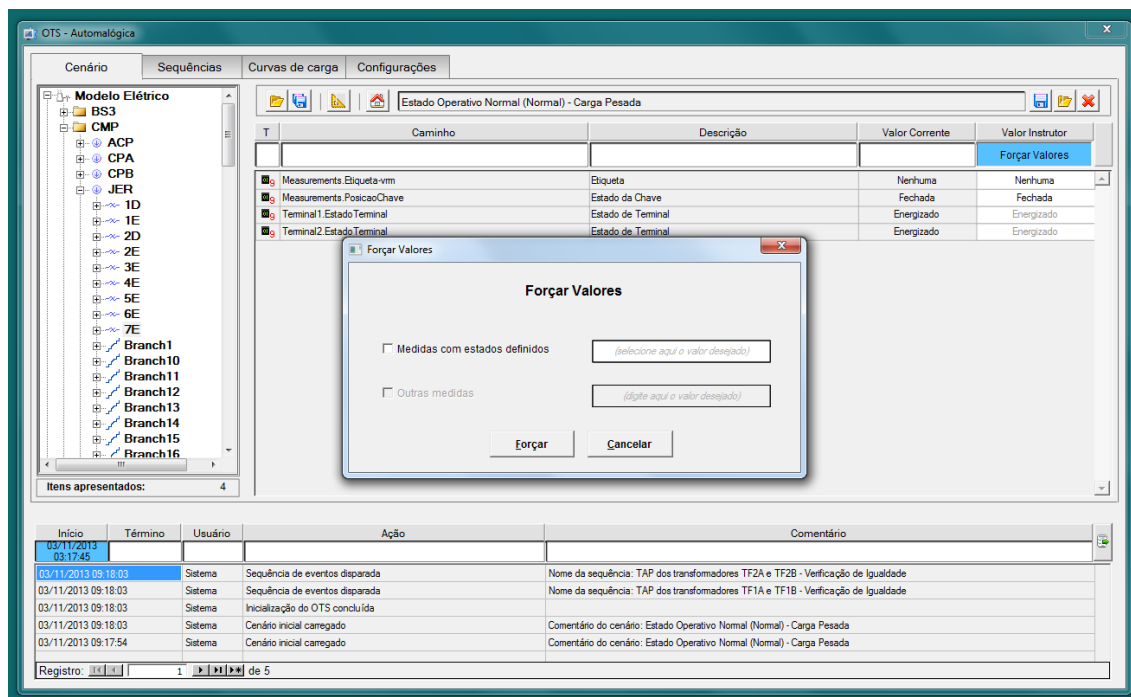 OTS - Automalógica
x
Cenário Sequências Curvas de carga Configurações
Modelo Elétrico
BS3
CMP
ACP
CPA
CPB
JER
1D
1E
2D
2E
3E
4E
5E
6E
7E
Branch1
Branch10
Branch11
Branch12
Branch13
Branch14
Branch15
Branch16
Itens apresentados: 4
Estado Operativo Normal (Normal) - Carga Pesada
T Caminho Descrição Valor Corrente Valor Instrutor
Forçar Valores
Measurements.Etiqueta-vrm Etiqueta Nenhuma Nenhuma
Measurements.PosicaoChave Estado da Chave Fechada Fechada
Terminal1.EstadoTerminal Estado de Terminal Energizado Energizado
Terminal2.EstadoTerminal Estado de Terminal Energizado Energizado
Forçar Valores
x
Forçar Valores
Medidas com estados definidos (selecione aqui o valor desejado)
Outras medidas (digite aqui o valor desejado)
Forçar Cancelar
Início Término Usuário Ação Comentário
03/11/2013
03:17:45
03/11/2013 09:18:03 Sistema Sequência de eventos disparada Nome da sequência: TAP dos transformadores TF2A e TF2B - Verificação de Igualdade
03/11/2013 09:18:03 Sistema Sequência de eventos disparada Nome da sequência: TAP dos transformadores TF1A e TF1B - Verificação de Igualdade
03/11/2013 09:18:03 Sistema Inicialização do OTS concluída
03/11/2013 09:18:03 Sistema Cenário inicial carregado Comentário do cenário: Estado Operativo Normal (Normal) - Carga Pesada
03/11/2013 09:17:54 Sistema Cenário inicial carregado Comentário do cenário: Estado Operativo Normal (Normal) - Carga Pesada
Registro: 1 de 5